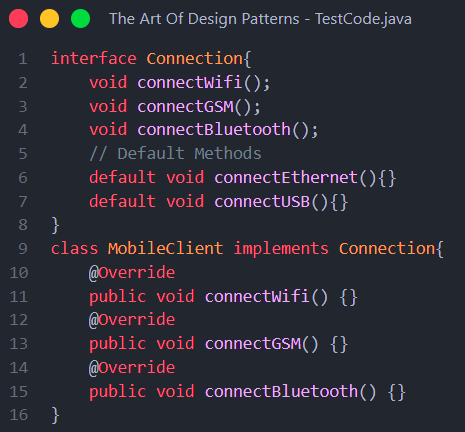 The Art Of Design Patterns - TestCode.java
1 interface Connection{
2     void connectWifi();
3     void connectGSM();
4     void connectBluetooth();
5     // Default Methods
6     default void connectEthernet(){}
7     default void connectUSB(){}
8 }
9 class MobileClient implements Connection{
10     @Override
11     public void connectWifi() {}
12     @Override
13     public void connectGSM() {}
14     @Override
15     public void connectBluetooth() {}
16 }